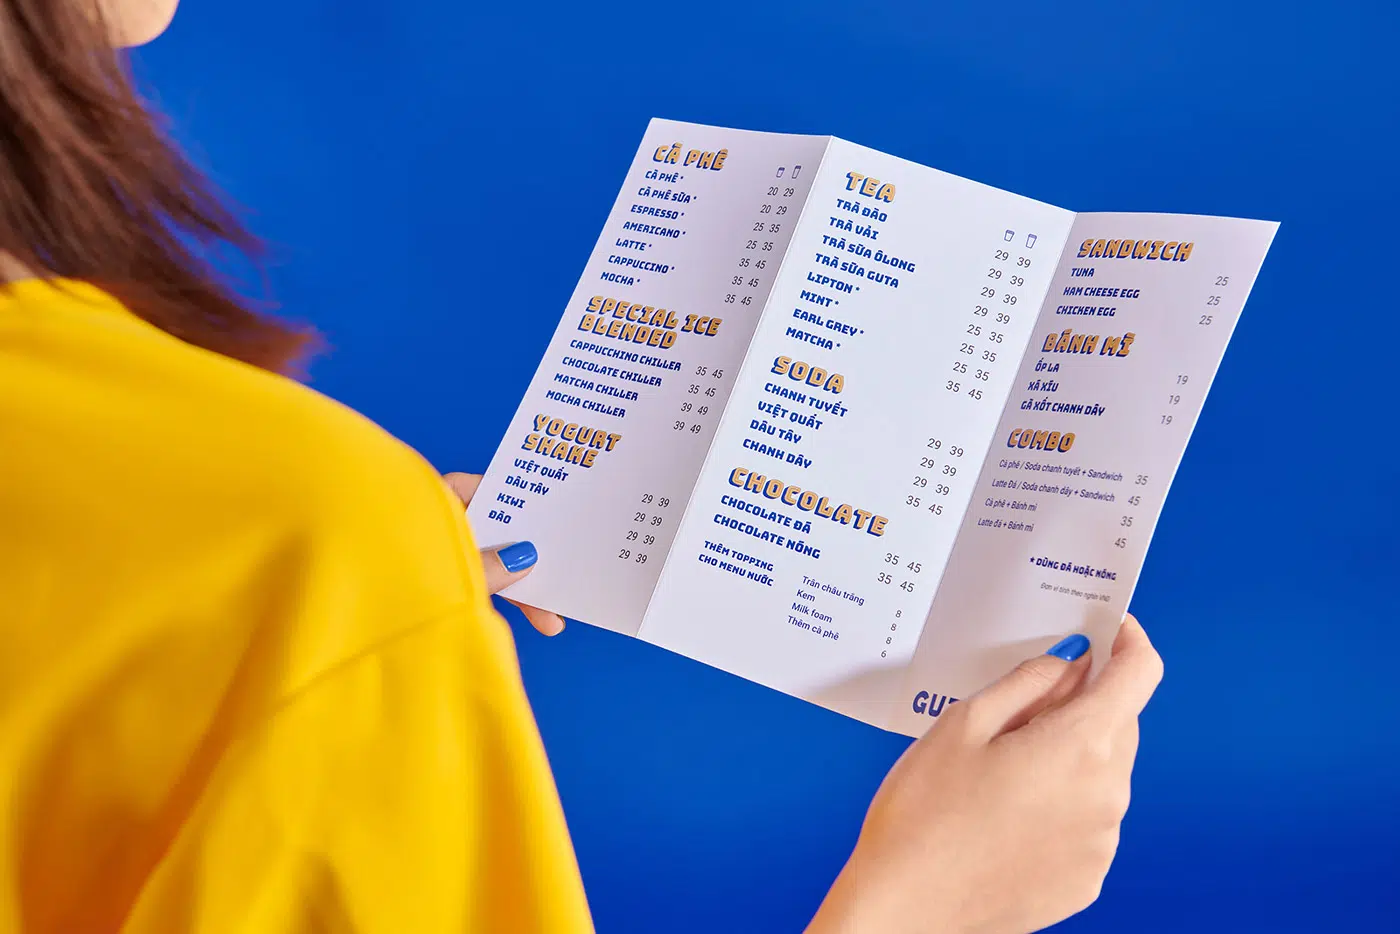 CÀ PHÊ
CÀ PHÊ * 20 29
CÀ PHÊ SỮA * 20 29
ESPRESSO * 25 35
AMERICANO * 25 35
LATTE * 35 45
CAPPUCCINO * 35 45
MOCHA * 35 45
SPECIAL ICE
BLENDED
CAPPUCCHINO CHILLER 35 45
CHOCOLATE CHILLER 35 45
MATCHA CHILLER 39 49
MOCHA CHILLER 39 49
YOGURT
SHAKE
VIỆT QUẤT 29 39
DÂU TÂY 29 39
KIWI 29 39
ĐÀO 29 39
TEA
TRÀ ĐÀO 29 39
TRÀ VẢI 29 39
TRÀ SỮA ÔLONG 29 39
TRÀ SỮA GUTA 29 39
LIPTON * 25 35
MINT * 25 35
EARL GREY * 25 35
MATCHA * 35 45
SODA
CHANH TUYẾT 29 39
VIỆT QUẤT 29 39
DÂU TÂY 29 39
CHANH DÂY 35 45
CHOCOLATE
CHOCOLATE ĐÁ 35 45
CHOCOLATE NÓNG 35 45
THÊM TOPPING
CHO MENU NƯỚC
Trân châu trắng 8
Kem 8
Milk foam 8
Thêm cà phê 6
SANDWICH
TUNA 25
HAM CHEESE EGG 25
CHICKEN EGG 25
BÁNH MÌ
ỐP LA 19
XÁ XÍU 19
GÀ XỐT CHANH DÂY 19
COMBO
Cà phê / Soda chanh tuyết + Sandwich 35
Latte Đá / Soda chanh dây + Sandwich 45
Cà phê + Bánh mì 35
Latte đá + Bánh mì 45
* DÙNG ĐÁ HOẶC NÓNG
Đơn vị tính theo nghìn VND